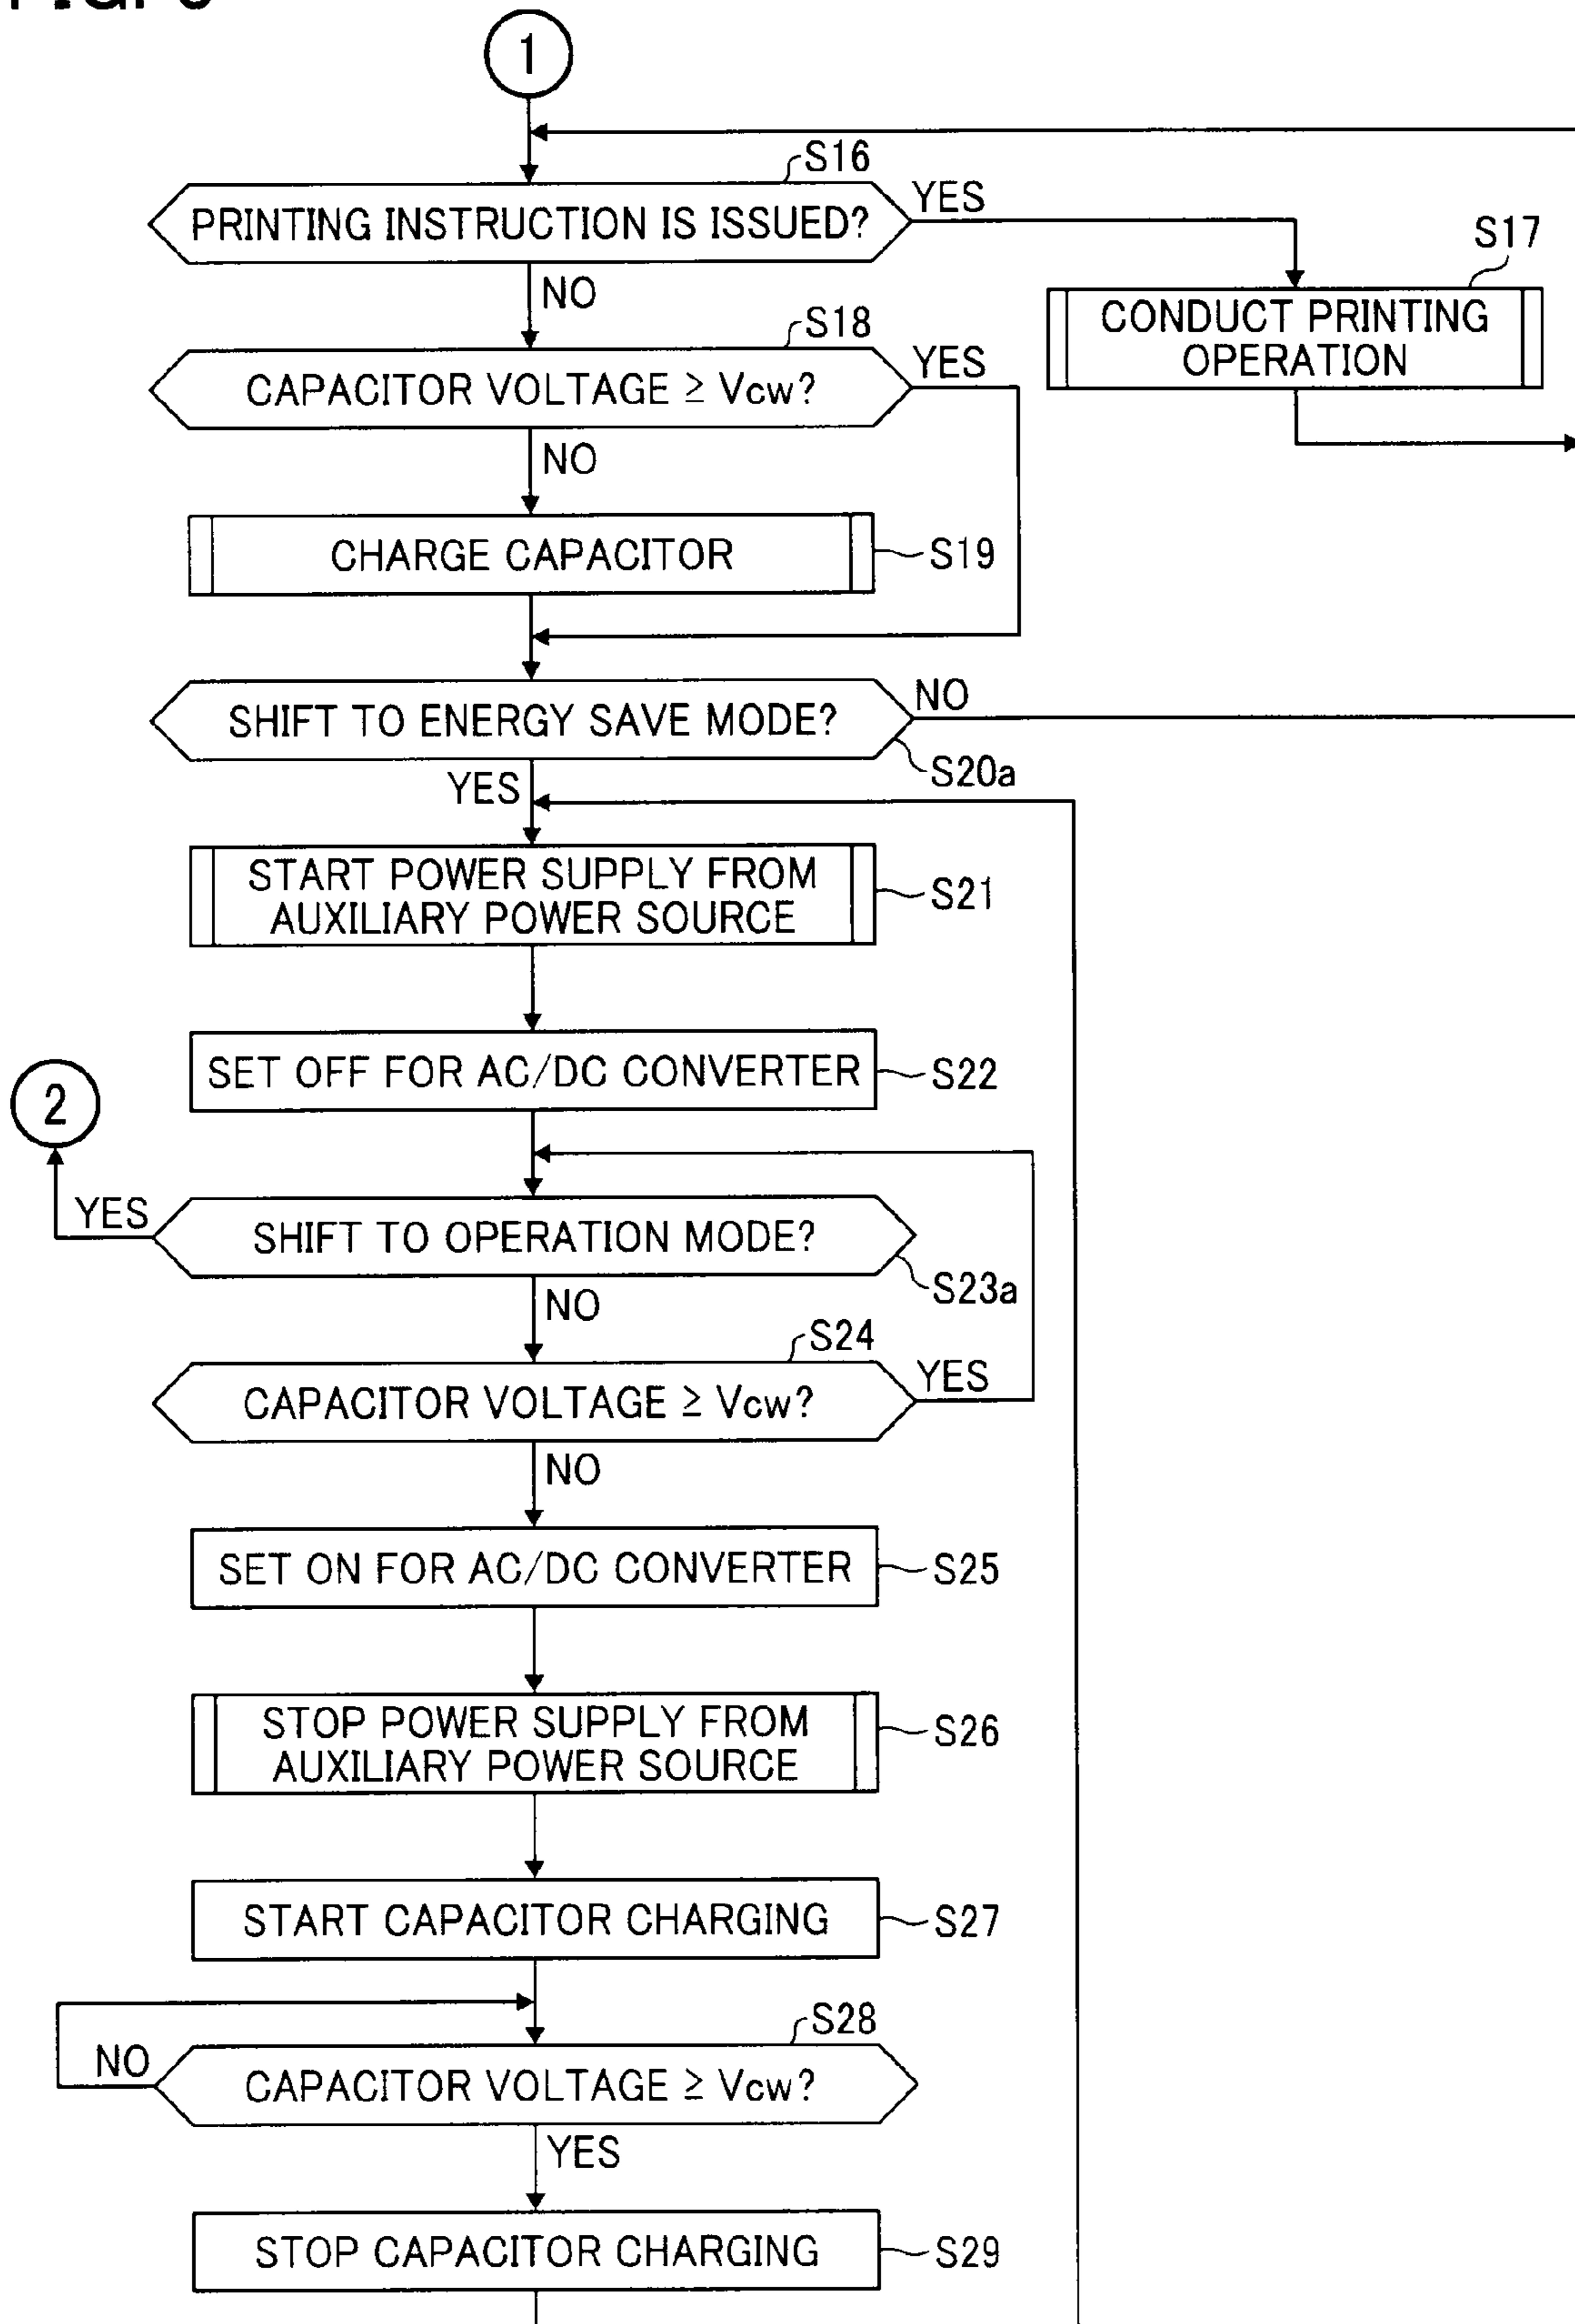 1
S16
PRINTING INSTRUCTION IS ISSUED?
YES
S17
CONDUCT PRINTING
OPERATION
NO
S18
CAPACITOR VOLTAGE ≧ Vcw?
YES
NO
CHARGE CAPACITOR
S19
SHIFT TO ENERGY SAVE MODE?
NO
S20a
YES
START POWER SUPPLY FROM
AUXILIARY POWER SOURCE
S21
SET OFF FOR AC/DC CONVERTER
S22
2
YES
SHIFT TO OPERATION MODE?
S23a
NO
S24
CAPACITOR VOLTAGE ≧ Vcw?
YES
NO
SET ON FOR AC/DC CONVERTER
S25
STOP POWER SUPPLY FROM
AUXILIARY POWER SOURCE
S26
START CAPACITOR CHARGING
S27
S28
NO
CAPACITOR VOLTAGE ≧ Vcw?
YES
STOP CAPACITOR CHARGING
S29